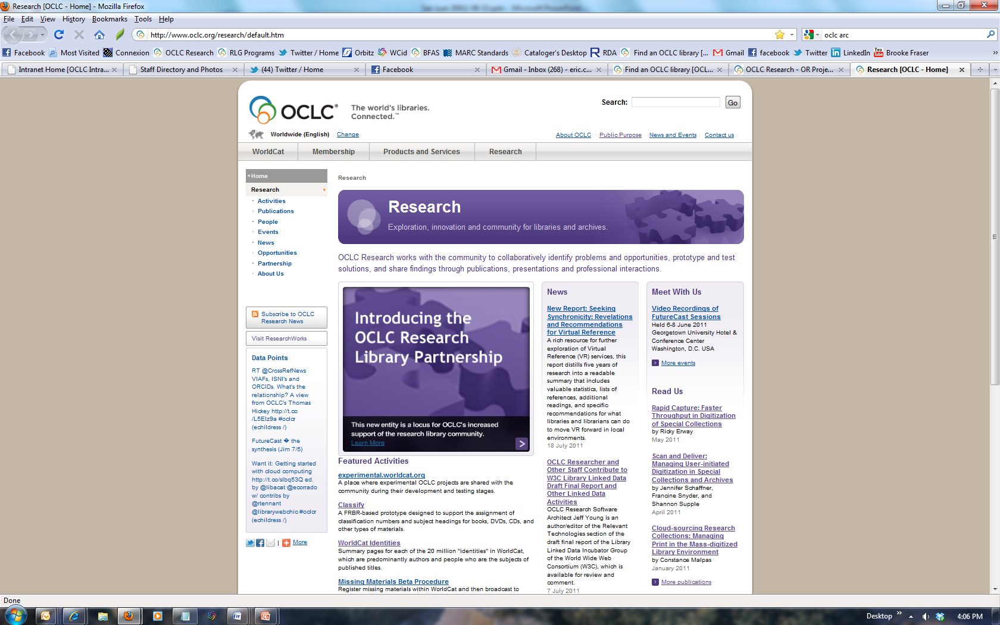 Research [OCLC - Home] - Mozilla Firefox
File Edit View History Bookmarks Tools Help
http://www.oclc.org/research/default.htm
oclc arc
Facebook Most Visited Connexion OCLC Research RLG Programs Twitter / Home Orbitz WCid BFAS MARC Standards Cataloger's Desktop RDA Find an OCLC library [... Gmail facebook Twitter LinkedIn Brooke Fraser
Intranet Home [OCLC Intra... Staff Directory and Photos (44) Twitter / Home Facebook Gmail - Inbox (268) - eric.c... Find an OCLC library [OCL... OCLC Research - OR Proje... Research [OCLC - Home]
OCLC®
The world's libraries.
Connected.™
Search: Go
Worldwide (English) Change
About OCLC Public Purpose News and Events Contact us
WorldCat Membership Products and Services Research
Home
Research
Activities
Publications
People
Events
News
Opportunities
Partnership
About Us
Subscribe to OCLC
Research News
Visit ResearchWorks
Data Points
RT @CrossRefNews
VIAFs, ISNI's and
ORCIDs. What's the
relationship? A view
from OCLC's Thomas
Hickey http://t.co
/L5EIz9a #oclcr
(echildress /)
FutureCast � the
synthesis (Jim 7/5)
Want it: Getting started
with cloud computing
http://t.co/slbq53Q ed.
by @libacat @ecorrado
w/ contribs by
@rtennant
@librarywebchic #oclcr
(echildress /)
More
Research
Research
Exploration, innovation and community for libraries and archives.
OCLC Research works with the community to collaboratively identify problems and opportunities, prototype and test
solutions, and share findings through publications, presentations and professional interactions.
Introducing the
OCLC Research
Library Partnership
This new entity is a locus for OCLC's increased
support of the research library community.
Learn More
Featured Activities
experimental.worldcat.org
A place where experimental OCLC projects are shared with the
community during their development and testing stages.
Classify
A FRBR-based prototype designed to support the assignment of
classification numbers and subject headings for books, DVDs, CDs, and
other types of materials.
WorldCat Identities
Summary pages for each of the 20 million "identities" in WorldCat,
which are predominantly authors and people who are the subjects of
published titles.
Missing Materials Beta Procedure
Register missing materials within WorldCat and then broadcast to
News
New Report: Seeking
Synchronicity: Revelations
and Recommendations
for Virtual Reference
A rich resource for further
exploration of Virtual
Reference (VR) services, this
report distills five years of
research into a readable
summary that includes
valuable statistics, lists of
references, additional
readings, and specific
recommendations for what
libraries and librarians can do
to move VR forward in local
environments.
18 July 2011
OCLC Researcher and
Other Staff Contribute to
W3C Library Linked Data
Draft Final Report and
Other Linked Data
Activities
OCLC Research Software
Architect Jeff Young is an
author/editor of the Relevant
Technologies section of the
draft final report of the Library
Linked Data Incubator Group
of the World Wide Web
Consortium (W3C), which is
available for review and
comment.
7 July 2011
Meet With Us
Video Recordings of
FutureCast Sessions
Held 6-8 June 2011
Georgetown University Hotel &
Conference Center
Washington, D.C. USA
More events
Read Us
Rapid Capture: Faster
Throughput in Digitization
of Special Collections
by Ricky Erway
May 2011
Scan and Deliver:
Managing User-initiated
Digitization in Special
Collections and Archives
by Jennifer Schaffner,
Francine Snyder, and
Shannon Supple
April 2011
Cloud-sourcing Research
Collections: Managing
Print in the Mass-digitized
Library Environment
by Constance Malpas
January 2011
More publications
Done
Desktop 4:06 PM